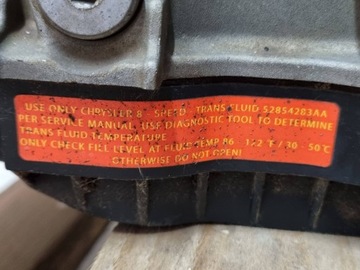 USE ONLY CHRYSLER 8 SPEED TRANS FLUID 52854283AA
PER SERVICE MANUAL, USE DIAGNOSTIC TOOL TO DETERMINE
TRANS FLUID TEMPERATURE
ONLY CHECK FILL LEVEL AT FLUID TEMP 86 - 122°F / 30 - 50°C
OTHERWISE DO NOT OPEN!